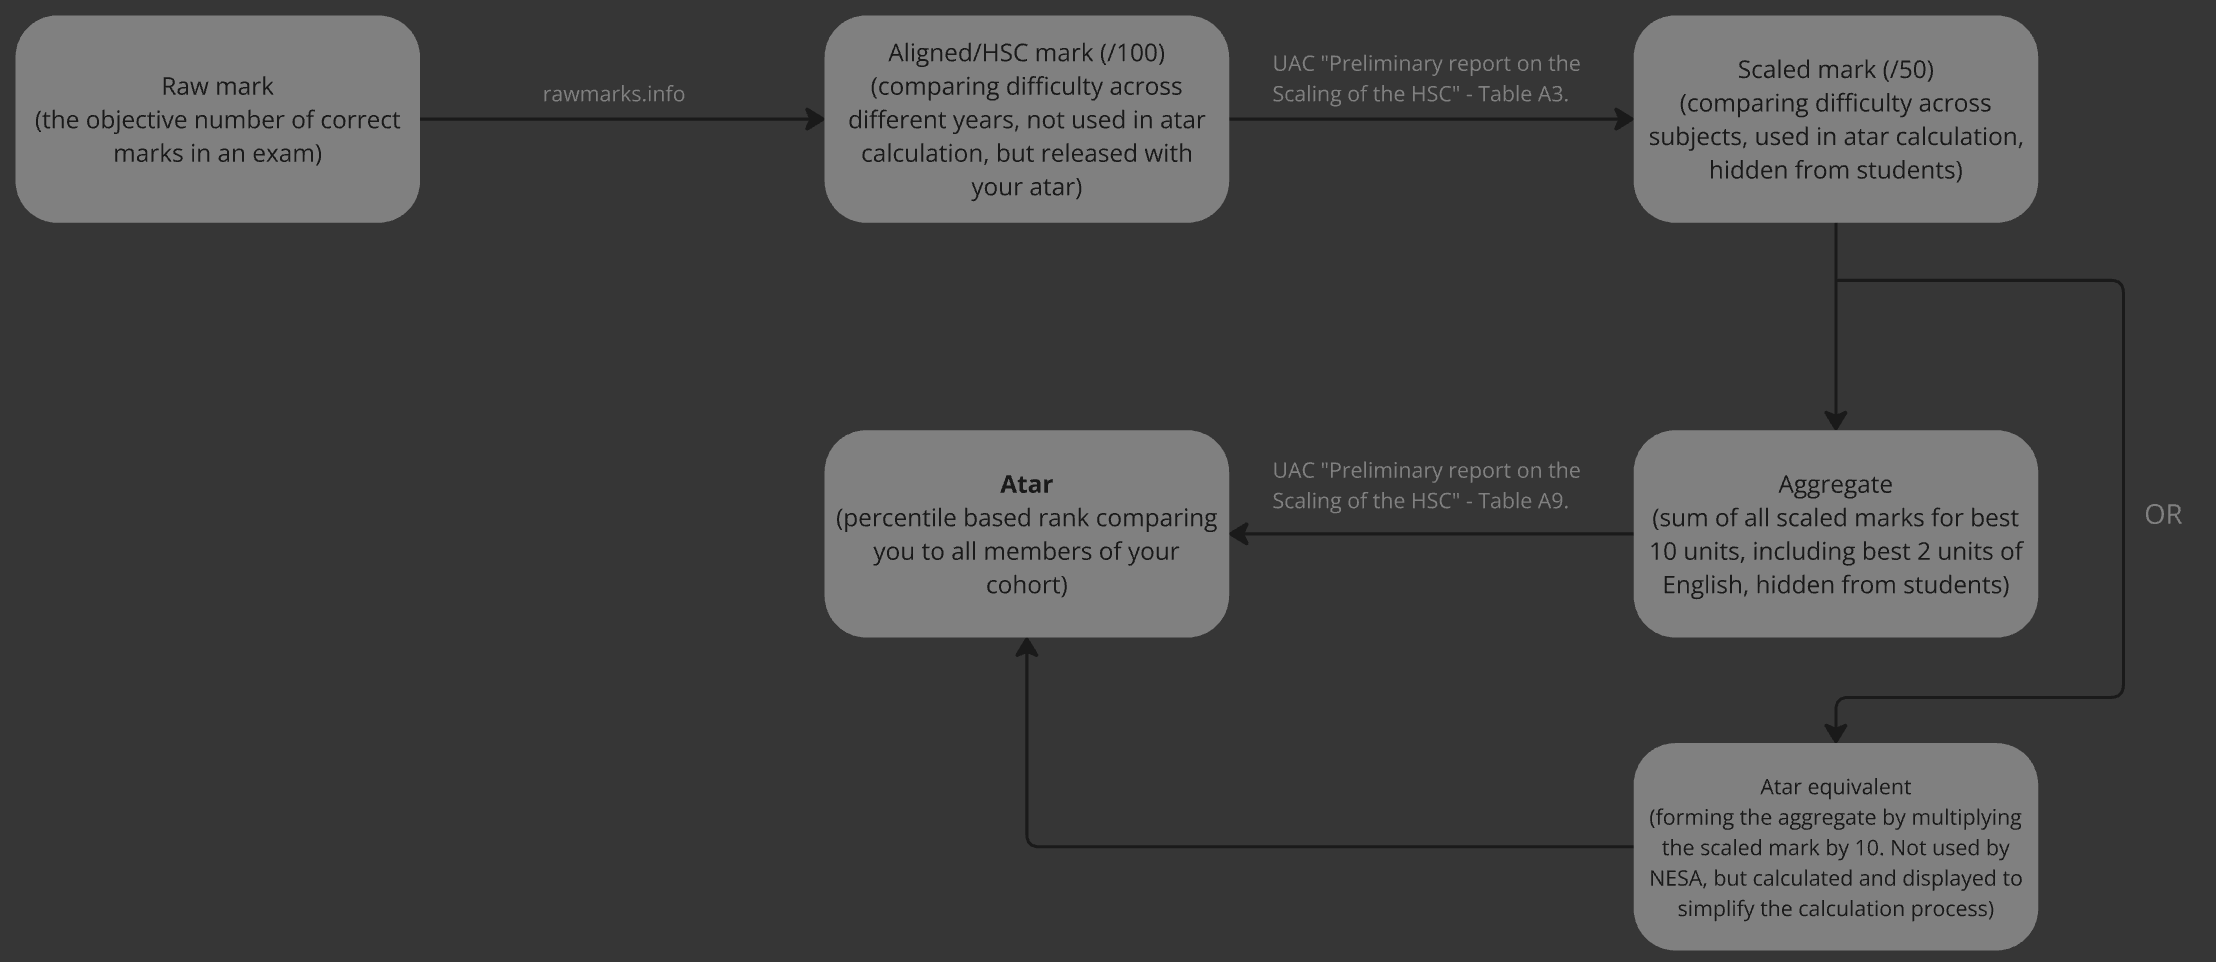 Raw mark
(the objective number of correct
marks in an exam)
rawmarks.info
Aligned/HSC mark (/100)
(comparing difficulty across
different years, not used in atar
calculation, but released with
your atar)
UAC "Preliminary report on the
Scaling of the HSC" - Table A3.
Scaled mark (/50)
(comparing difficulty across
subjects, used in atar calculation,
hidden from students)
Atar
(percentile based rank comparing
you to all members of your
cohort)
UAC "Preliminary report on the
Scaling of the HSC" - Table A9.
Aggregate
(sum of all scaled marks for best
10 units, including best 2 units of
English, hidden from students)
OR
Atar equivalent
(forming the aggregate by multiplying
the scaled mark by 10. Not used by
NESA, but calculated and displayed to
simplify the calculation process)